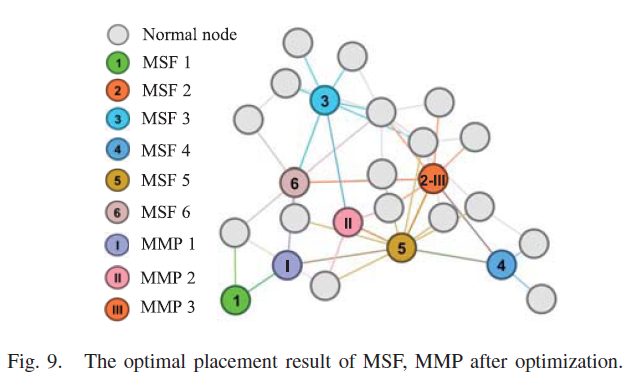 Normal node
1 MSF 1
2 MSF 2
3 MSF 3
4 MSF 4
5 MSF 5
6 MSF 6
I MMP 1
II MMP 2
III MMP 3
3
6
2-III
II
5
I
4
1
Fig. 9. The optimal placement result of MSF, MMP after optimization.